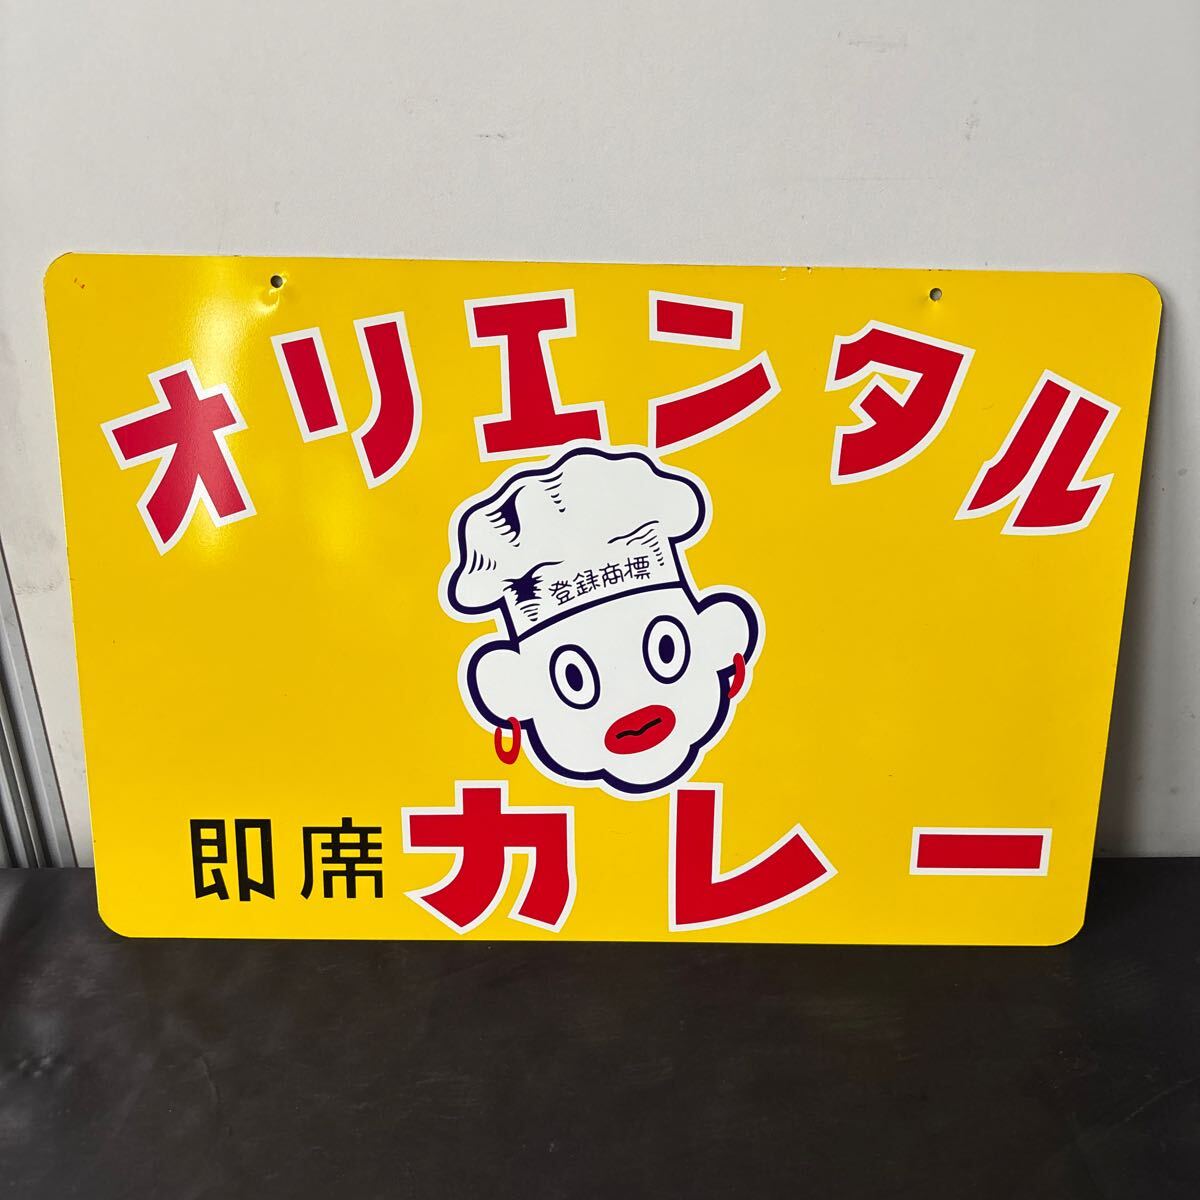 オリエンタル
登録商標
即席カレー